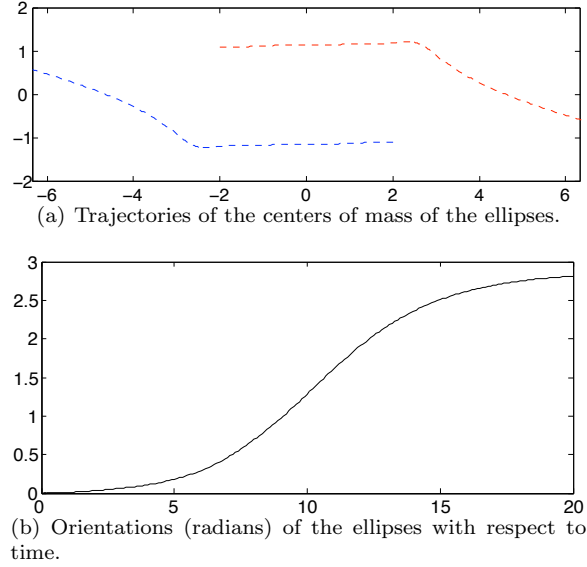 2
1
0
−1
−2
−6 −4 −2 0 2 4 6
(a) Trajectories of the centers of mass of the ellipses.
3
2.5
2
1.5
1
0.5
0
0 5 10 15 20
(b) Orientations (radians) of the ellipses with respect to
time.